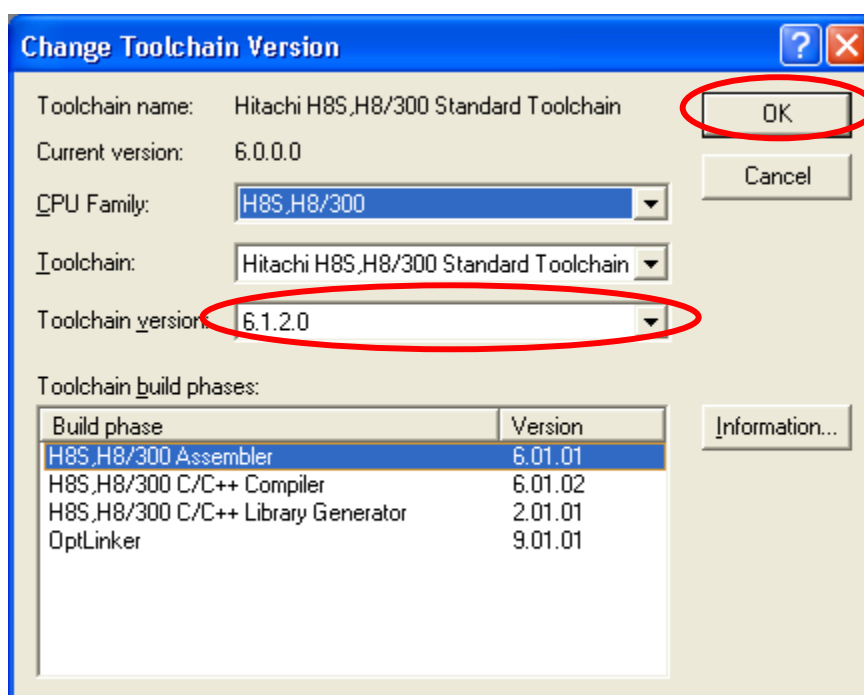 Change Toolchain Version
Toolchain name: Hitachi H8S,H8/300 Standard Toolchain
OK
Current version: 6.0.0.0
Cancel
CPU Family: H8S,H8/300
Toolchain: Hitachi H8S,H8/300 Standard Toolchain
Toolchain version: 6.1.2.0
Toolchain build phases:
Build phase Version
Information...
H8S,H8/300 Assembler 6.01.01
H8S,H8/300 C/C++ Compiler 6.01.02
H8S,H8/300 C/C++ Library Generator 2.01.01
OptLinker 9.01.01